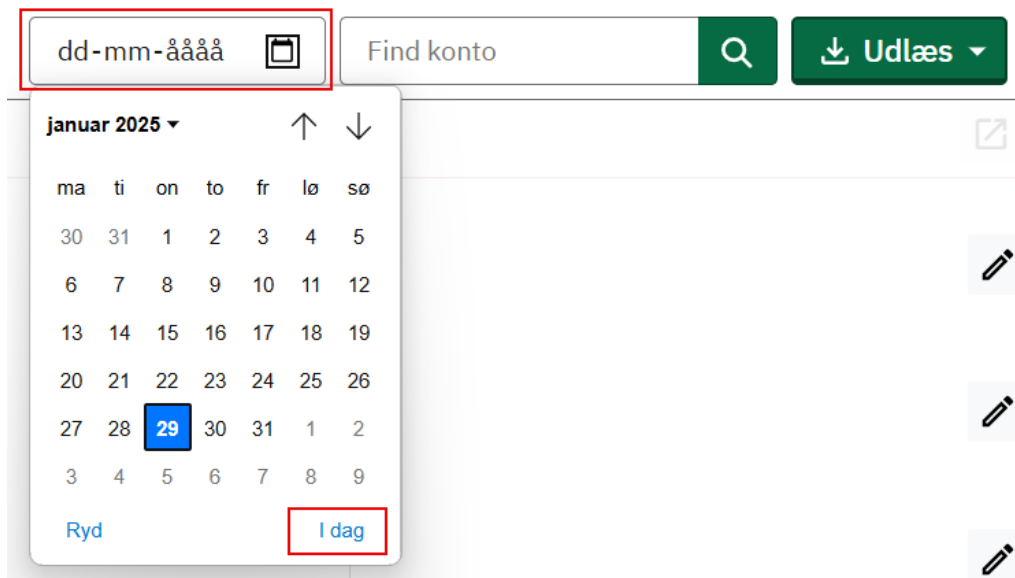 dd-mm-åååå Find konto Udlæs
januar 2025
ma ti on to fr lø sø
30 31 1 2 3 4 5
6 7 8 9 10 11 12
13 14 15 16 17 18 19
20 21 22 23 24 25 26
27 28 29 30 31 1 2
3 4 5 6 7 8 9
Ryd I dag